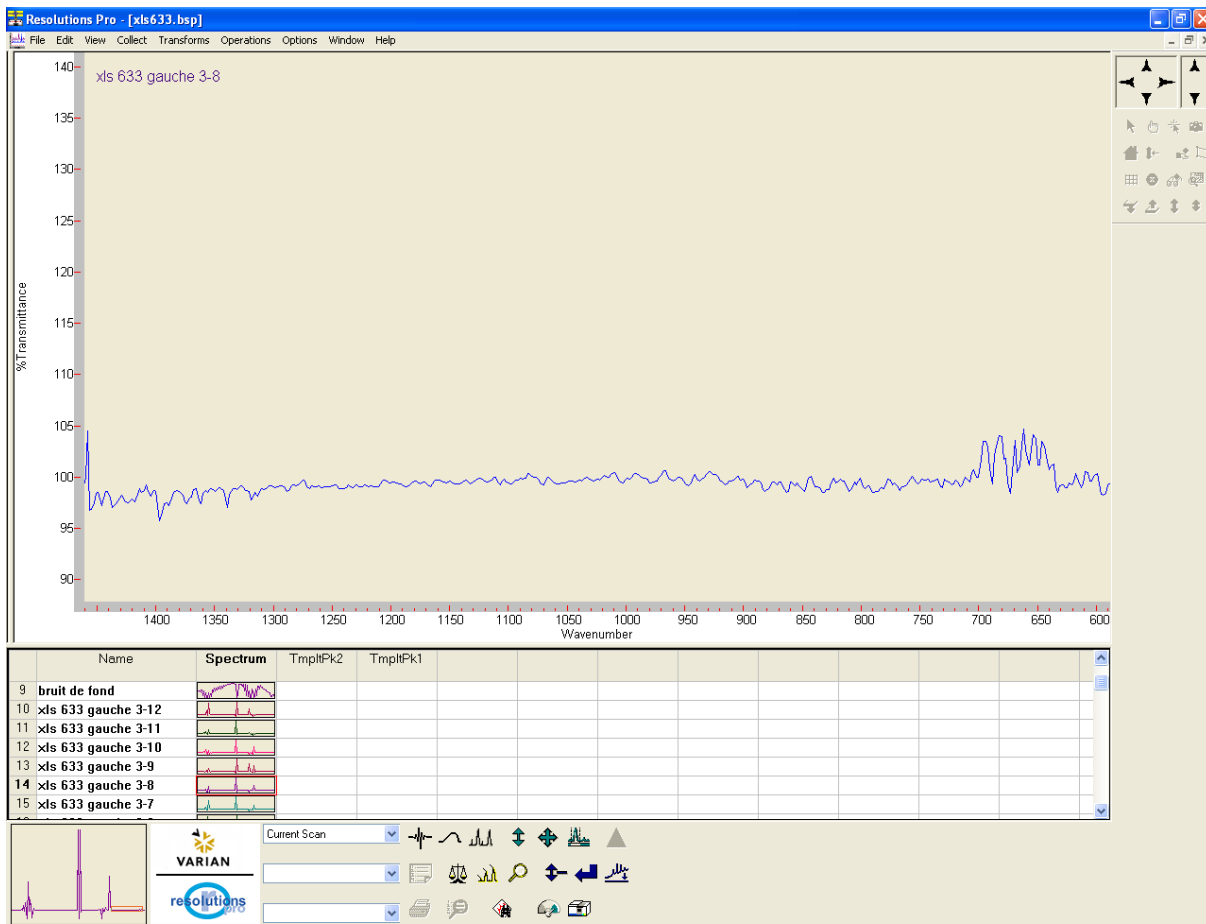 Resolutions Pro - [xls633.bsp]
File Edit View Collect Transforms Operations Options Window Help
xls 633 gauche 3-8
140
135
130
125
120
115
110
105
100
95
90
%Transmittance
1400 1350 1300 1250 1200 1150 1100 1050 1000 950 900 850 800 750 700 650 600
Wavenumber
Name Spectrum TmpltPk2 TmpltPk1
9 bruit de fond
10 xls 633 gauche 3-12
11 xls 633 gauche 3-11
12 xls 633 gauche 3-10
13 xls 633 gauche 3-9
14 xls 633 gauche 3-8
15 xls 633 gauche 3-7
Current Scan
VARIAN
resolutions
pro